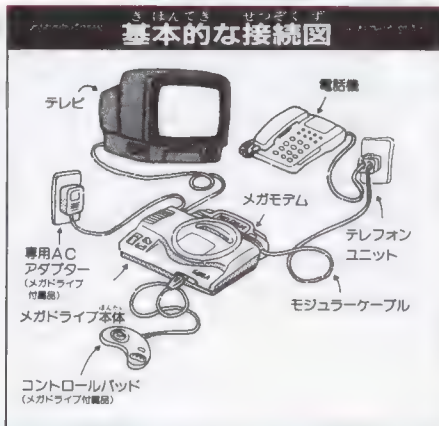 きほんてき せつぞくず
基本的な接続図
テレビ
電話機
メガモデム
専用AC
アダプター
(メガドライブ
付属品)
テレフォン
ユニット
メガドライブ本体
ほんたい
モジュラーケーブル
コントロールパッド
(メガドライブ付属品)